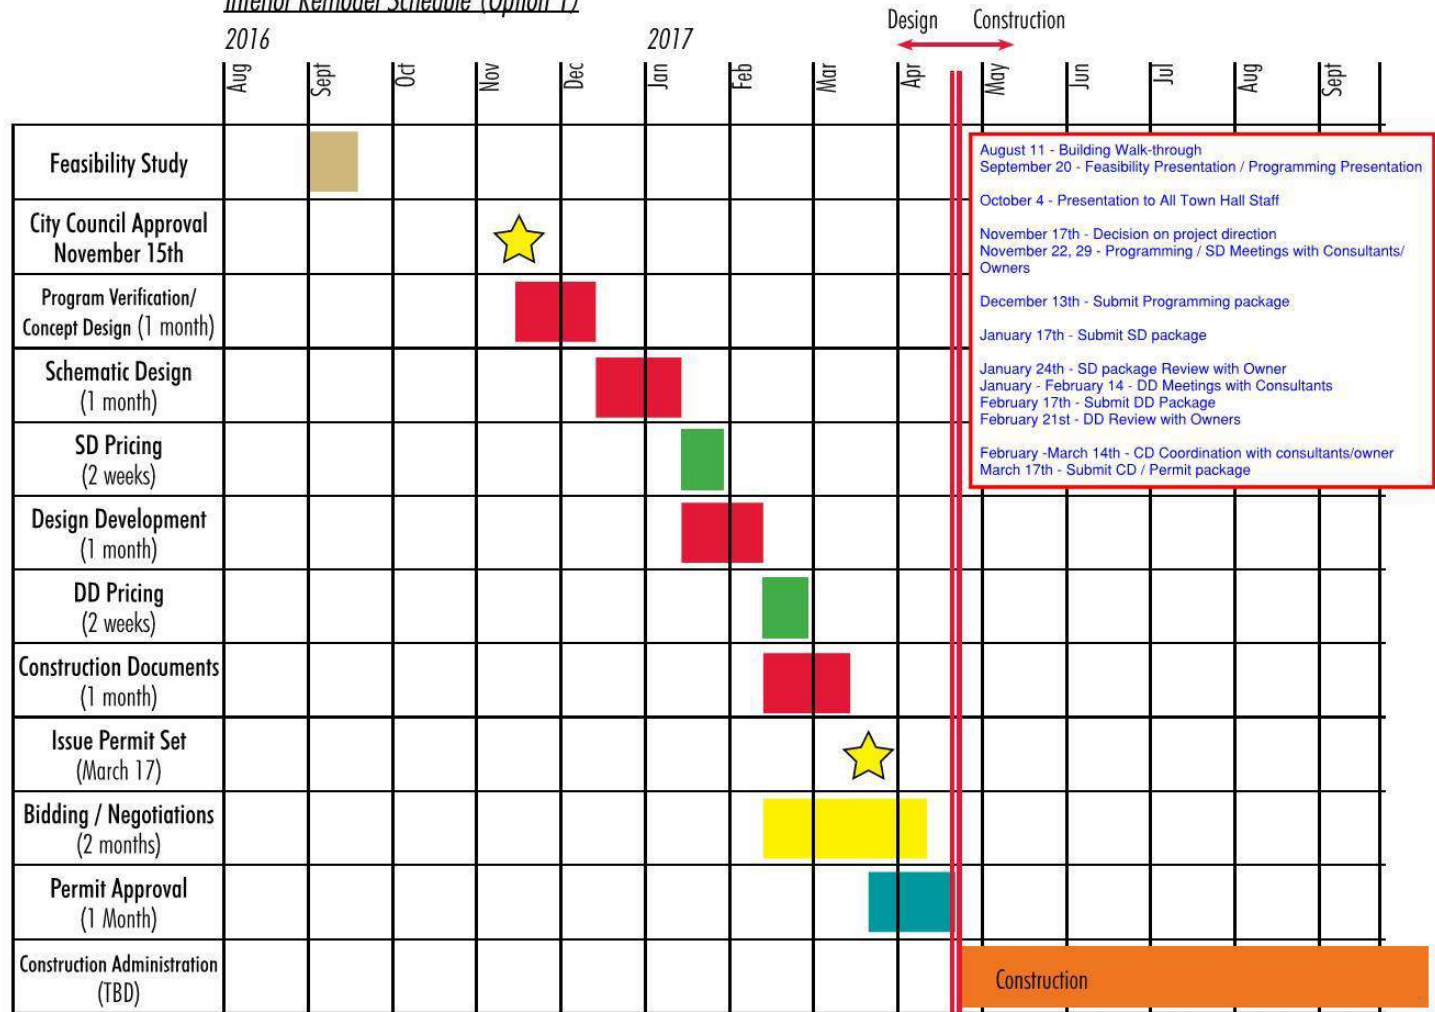 Interior Remodel Schedule (Option 1)
Design Construction
2016 2017
Aug Sept Oct Nov Dec Jan Feb Mar Apr May Jun Jul Aug Sept
Feasibility Study
City Council Approval
November 15th
Program Verification/
Concept Design (1 month)
Schematic Design
(1 month)
SD Pricing
(2 weeks)
Design Development
(1 month)
DD Pricing
(2 weeks)
Construction Documents
(1 month)
Issue Permit Set
(March 17)
Bidding / Negotiations
(2 months)
Permit Approval
(1 Month)
Construction Administration
(TBD)
Construction
August 11 - Building Walk-through
September 20 - Feasibility Presentation / Programming Presentation
October 4 - Presentation to All Town Hall Staff
November 17th - Decision on project direction
November 22, 29 - Programming / SD Meetings with Consultants/
Owners
December 13th - Submit Programming package
January 17th - Submit SD package
January 24th - SD package Review with Owner
January - February 14 - DD Meetings with Consultants
February 17th - Submit DD Package
February 21st - DD Review with Owners
February -March 14th - CD Coordination with consultants/owner
March 17th - Submit CD / Permit package